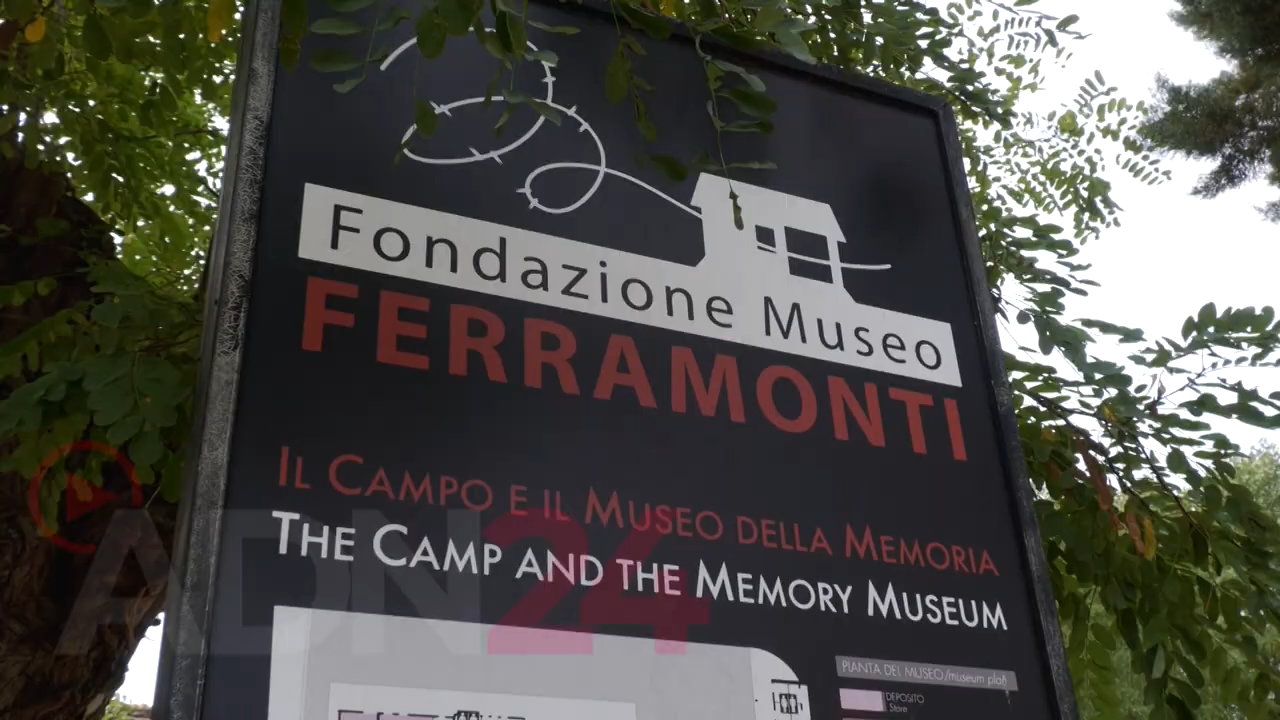 Fondazione Museo
FERRAMONTI
IL CAMPO E IL MUSEO DELLA MEMORIA
THE CAMP AND THE MEMORY MUSEUM
ADN24
PIANTA DEL MUSEO/museum plan
DEPOSITO
Store